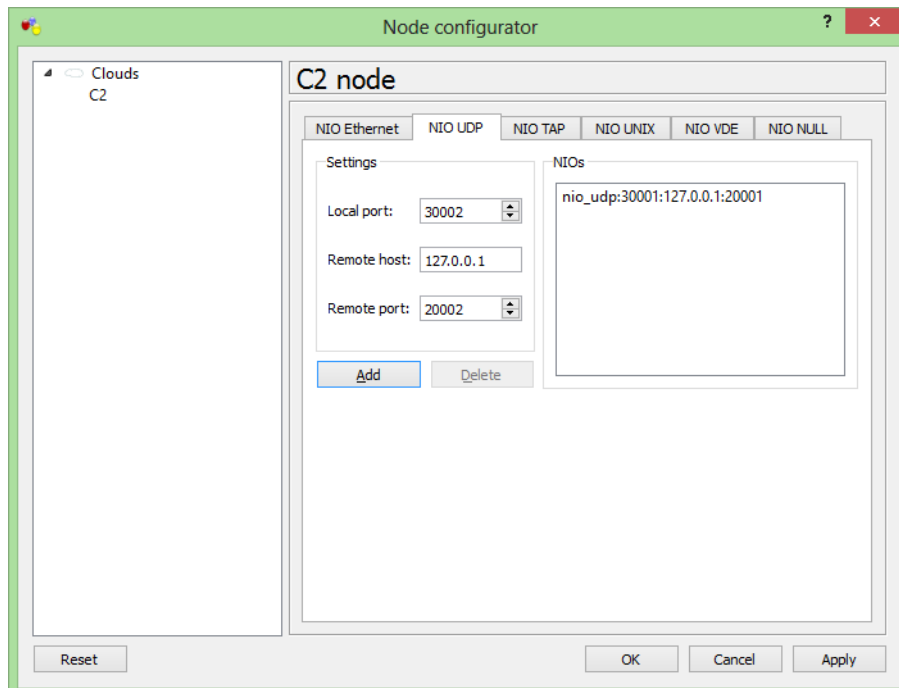 Node configurator
?
Clouds
C2
C2 node
NIO Ethernet
NIO UDP
NIO TAP
NIO UNIX
NIO VDE
NIO NULL
Settings
Local port: 30002
Remote host: 127.0.0.1
Remote port: 20002
Add
Delete
NIOs
nio_udp:30001:127.0.0.1:20001
Reset
OK
Cancel
Apply